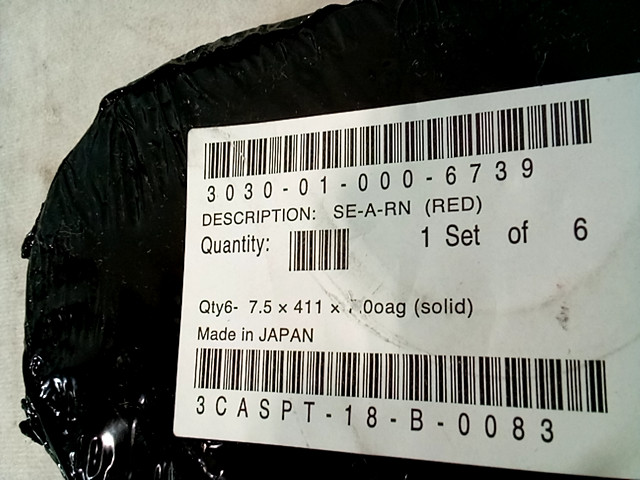 3030-01-000-6739
DESCRIPTION: SE-A-RN (RED)
Quantity: 1 Set of 6
Qty6- 7.5 × 411 × (solid)
Made in JAPAN
3CASPT-18-B-0083